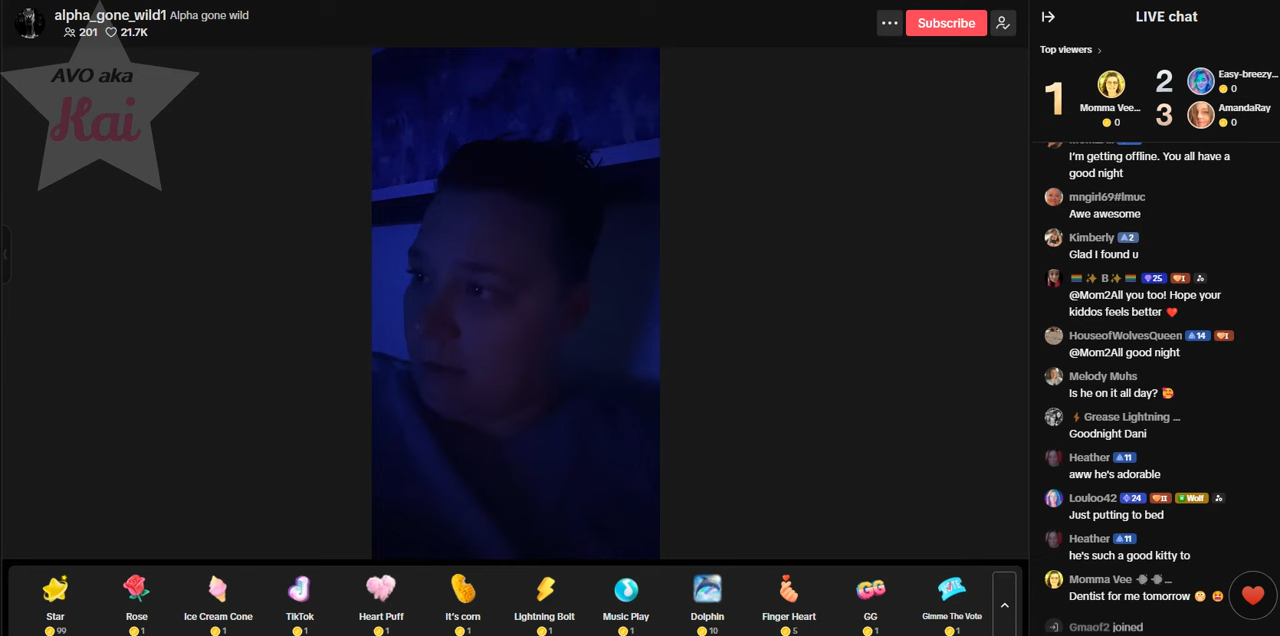 alpha_gone_wild1 Alpha gone wild
201 21.7K
Subscribe
AVO aka
Kai
LIVE chat
Top viewers
1
Momma Vee...
0
2
Easy-breezy...
0
3
AmandaRay
0
I'm getting offline. You all have a
good night
mngirl69#lmuc
Awe awesome
Kimberly 2
Glad I found u
B 25 I
@Mom2All you too! Hope your
kiddos feels better
HouseofWolvesQueen 14 I
@Mom2All good night
Melody Muhs
Is he on it all day?
Grease Lightning ...
Goodnight Dani
Heather 11
aww he's adorable
Louloo42 24 II Wolf
Just putting to bed
Heather 11
he's such a good kitty to
Momma Vee ...
Dentist for me tomorrow
Gmaof2 joined
Star
99
Rose
1
Ice Cream Cone
1
TikTok
1
Heart Puff
1
It's corn
1
Lightning Bolt
1
Music Play
1
Dolphin
10
Finger Heart
5
GG
1
Gimme The Vote
1